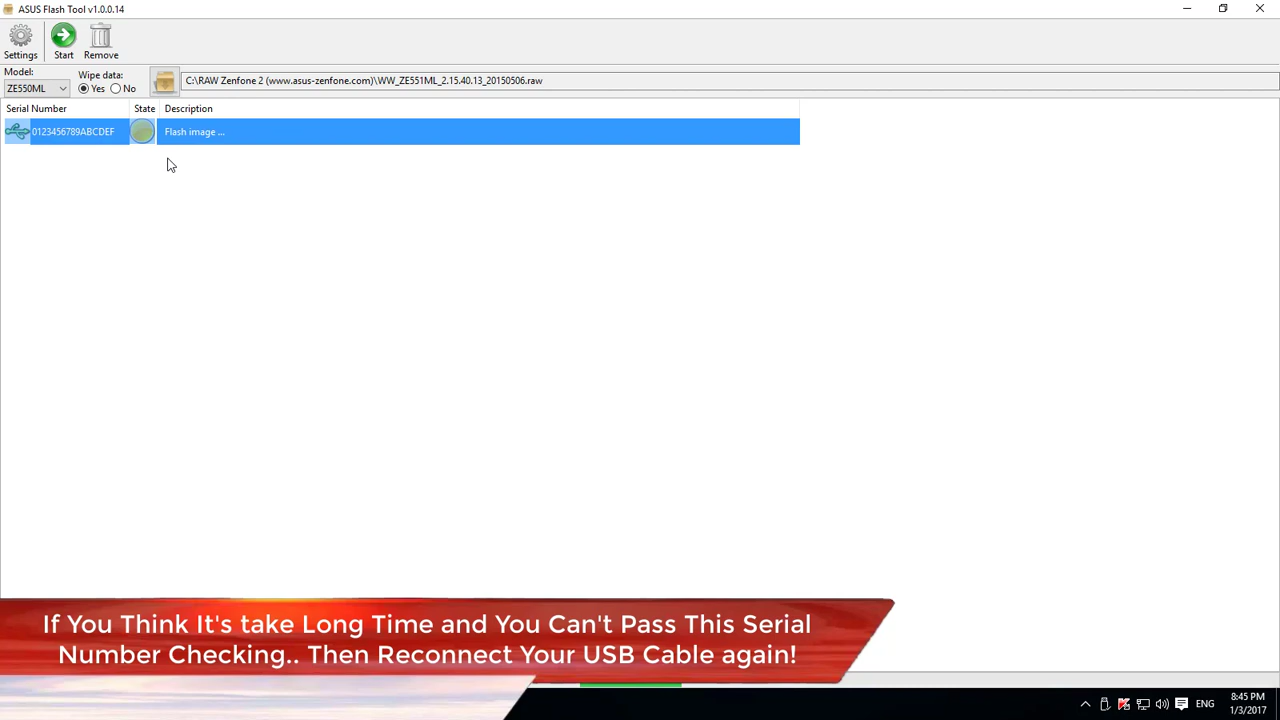 ASUS Flash Tool v1.0.0.14
Settings Start Remove
Model: Wipe data:
ZE550ML Yes No C:\RAW Zenfone 2 (www.asus-zenfone.com)\WW_ZE551ML_2.15.40.13_20150506.raw
Serial Number State Description
0123456789ABCDEF Flash image ...
If You Think It's take Long Time and You Can't Pass This Serial
Number Checking.. Then Reconnect Your USB Cable again!
8:45 PM
ENG
1/3/2017